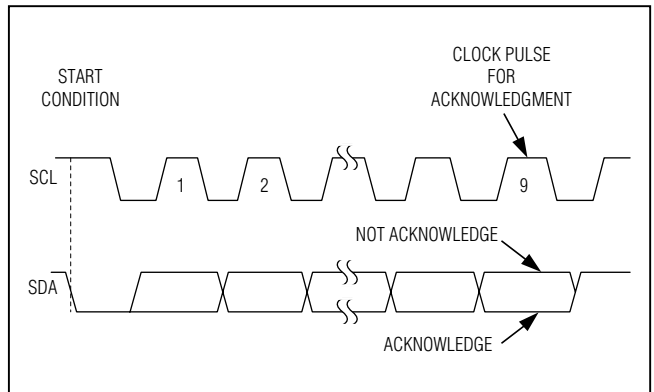 START
CONDITION
CLOCK PULSE
FOR
ACKNOWLEDGMENT
SCL
1
2
9
NOT ACKNOWLEDGE
SDA
ACKNOWLEDGE